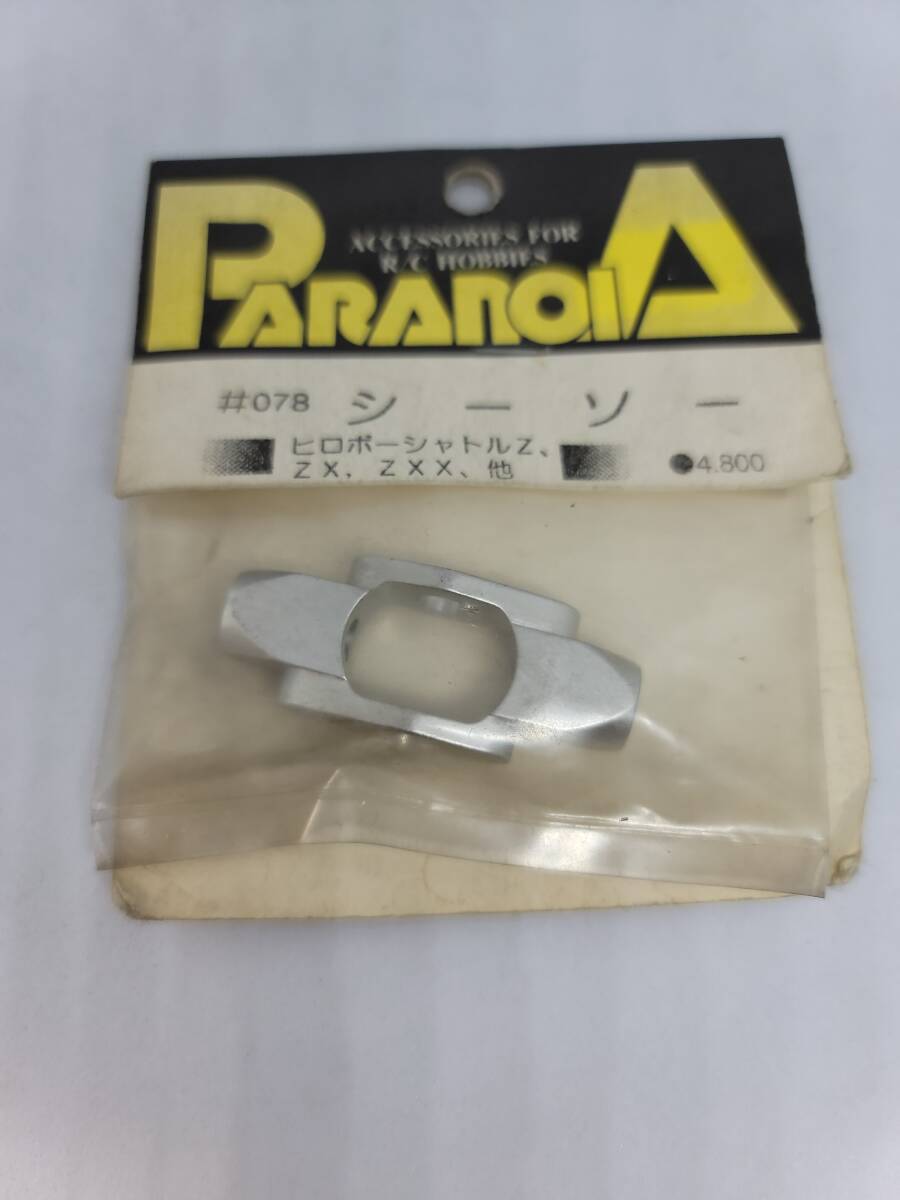 PARANOIA
ACCESSORIES FOR
R/C HOBBIES
#078 シーソー
ヒロボーシャトルZ、
ZX、ZXX、他
●4.800